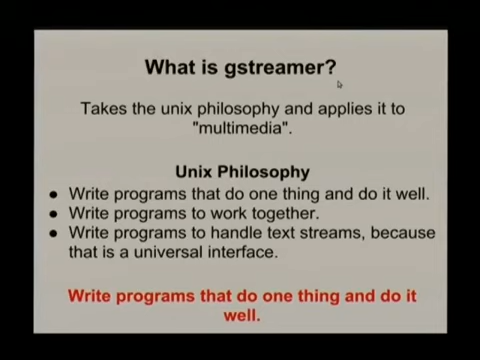 What is gstreamer?
Takes the unix philosophy and applies it to
"multimedia".
Unix Philosophy
● Write programs that do one thing and do it well.
● Write programs to work together.
● Write programs to handle text streams, because
that is a universal interface.
Write programs that do one thing and do it
well.